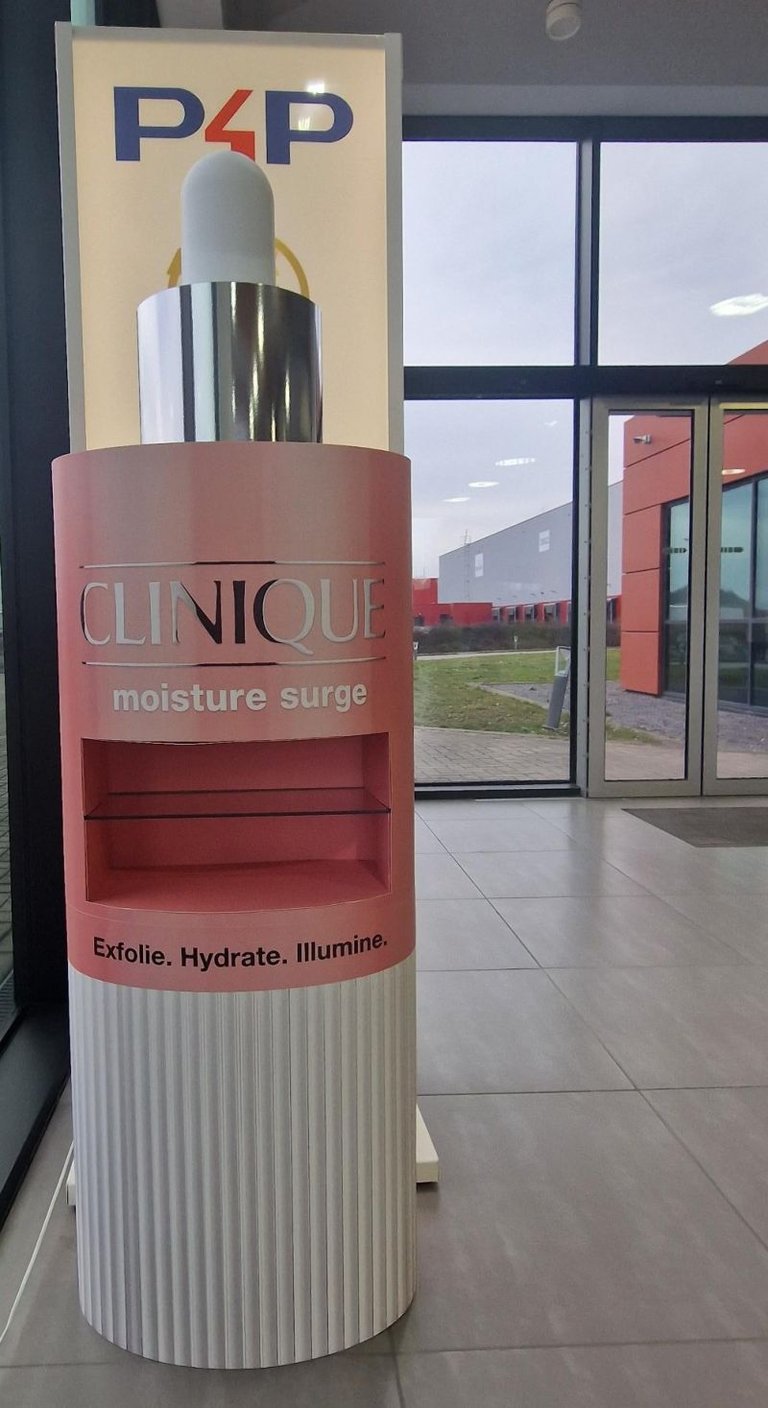 P4P
CLINIQUE
moisture surge
Exfolie. Hydrate. Illumine.